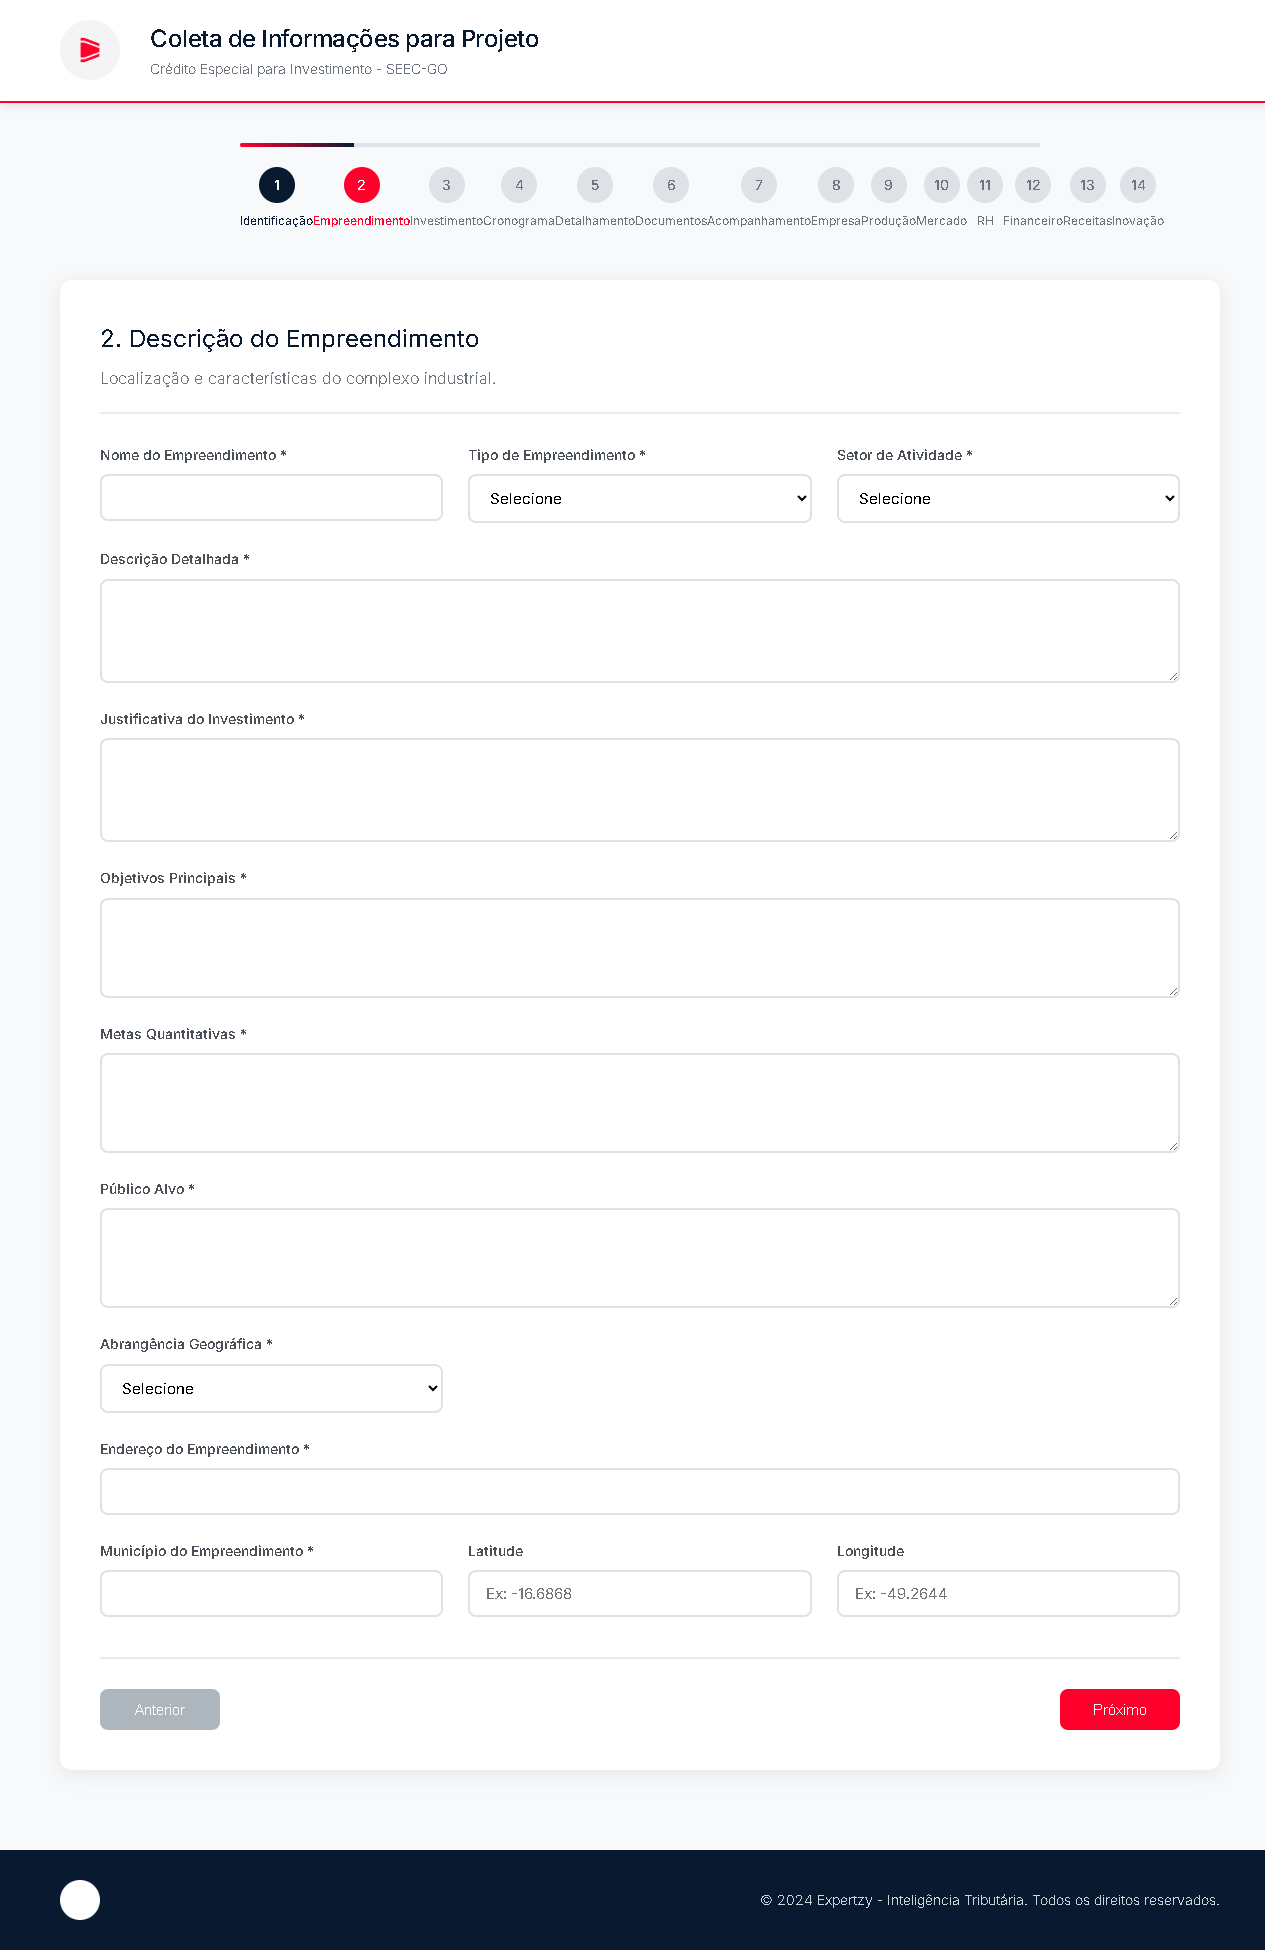 Coleta de Informações para Projeto
Crédito Especial para Investimento - SEEC-GO
1 2 3 4 5 6 7 8 9 10 11 12 13 14
Identificação Empreendimento Investimento Cronograma Detalhamento Documentos Acompanhamento Empresa Produção Mercado RH Financeiro Receitas Inovação
2. Descrição do Empreendimento
Localização e características do complexo industrial.
Nome do Empreendimento * Tipo de Empreendimento * Setor de Atividade *
Selecione Selecione
Descrição Detalhada *
Justificativa do Investimento *
Objetivos Principais *
Metas Quantitativas *
Público Alvo *
Abrangência Geográfica *
Selecione
Endereço do Empreendimento *
Município do Empreendimento * Latitude Longitude
Ex: -16.6868 Ex: -49.2644
Anterior Próximo
© 2024 Expertzy - Inteligência Tributária. Todos os direitos reservados.